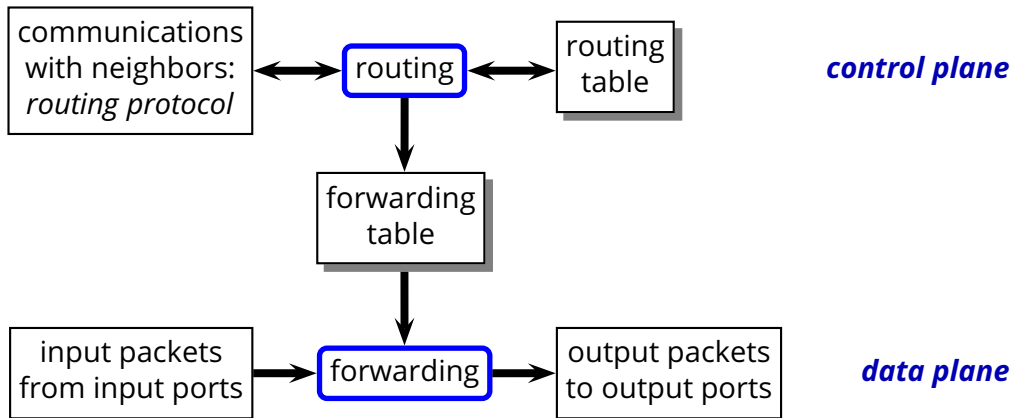 communications
with neighbors:
routing protocol
routing
routing
table
control plane
forwarding
table
input packets
from input ports
forwarding
output packets
to output ports
data plane